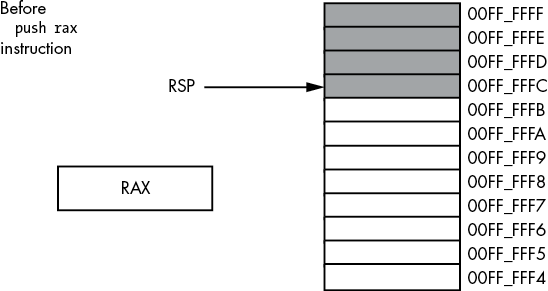 Before
push rax
instruction
RSP
RAX
00FF_FFFF
00FF_FFFE
00FF_FFFD
00FF_FFFC
00FF_FFFB
00FF_FFFA
00FF_FFF9
00FF_FFF8
00FF_FFF7
00FF_FFF6
00FF_FFF5
00FF_FFF4